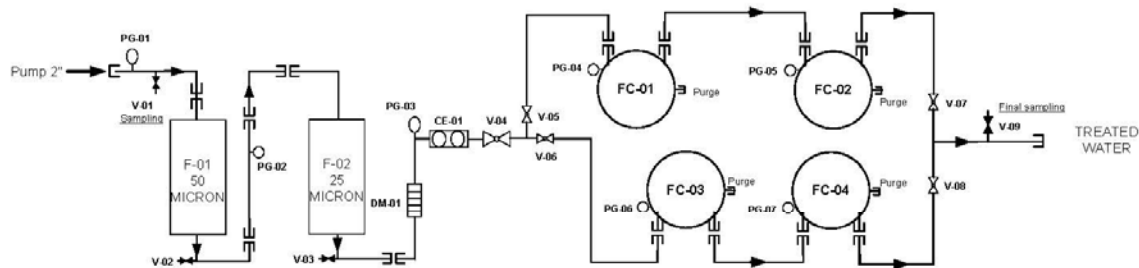 PG-01
Pump 2"
V-01
Sampling
F-01
50
MICRON
V-02
PG-02
F-02
25
MICRON
V-03
DM-01
PG-03
CE-01
V-04
V-05
V-06
PG-04
FC-01
Purge
PG-05
FC-02
Purge
PG-06
FC-03
Purge
PG-07
FC-04
Purge
V-07
V-08
Final sampling
V-09
TREATED
WATER